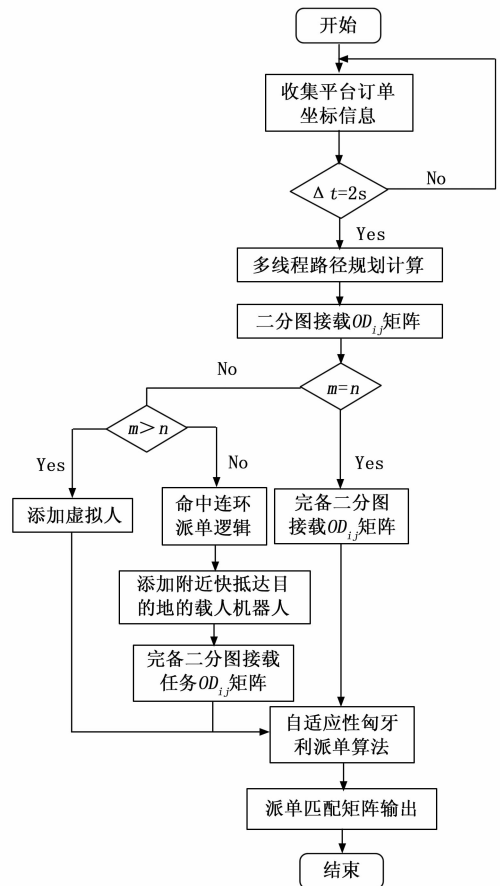 开始
收集平台订单
坐标信息
Δt=2s
No
Yes
多线程路径规划计算
二分图接载ODij矩阵
No
m=n
m>n
Yes
No
Yes
添加虚拟人
命中连环
派单逻辑
完备二分图
接载ODij矩阵
添加附近快抵达目
的地的载人机器人
完备二分图接载
任务ODij矩阵
自适应性匈牙
利派单算法
派单匹配矩阵输出
结束